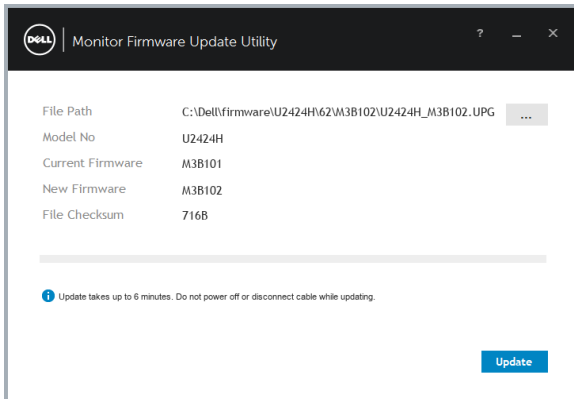 DELL Monitor Firmware Update Utility ? _ ×
File Path C:\Dell\firmware\U2424H\62\M3B102\U2424H_M3B102.UPG ...
Model No U2424H
Current Firmware M3B101
New Firmware M3B102
File Checksum 716B
i Update takes up to 6 minutes. Do not power off or disconnect cable while updating.
Update